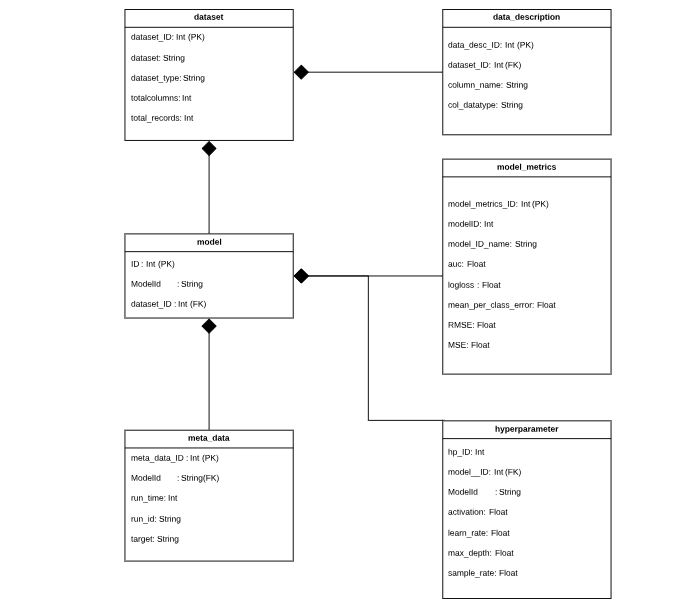 dataset
dataset_ID: Int (PK)
dataset: String
dataset_type: String
totalcolumns: Int
total_records: Int
data_description
data_desc_ID: Int (PK)
dataset_ID: Int (FK)
column_name: String
col_datatype: String
model_metrics
model_metrics_ID: Int (PK)
modelID: Int
model_ID_name: String
auc: Float
logloss : Float
mean_per_class_error: Float
RMSE: Float
MSE: Float
model
ID : Int (PK)
ModelId : String
dataset_ID : Int (FK)
meta_data
meta_data_ID : Int (PK)
ModelId : String(FK)
run_time: Int
run_id: String
target: String
hyperparameter
hp_ID: Int
model__ID: Int (FK)
ModelId : String
activation: Float
learn_rate: Float
max_depth: Float
sample_rate: Float